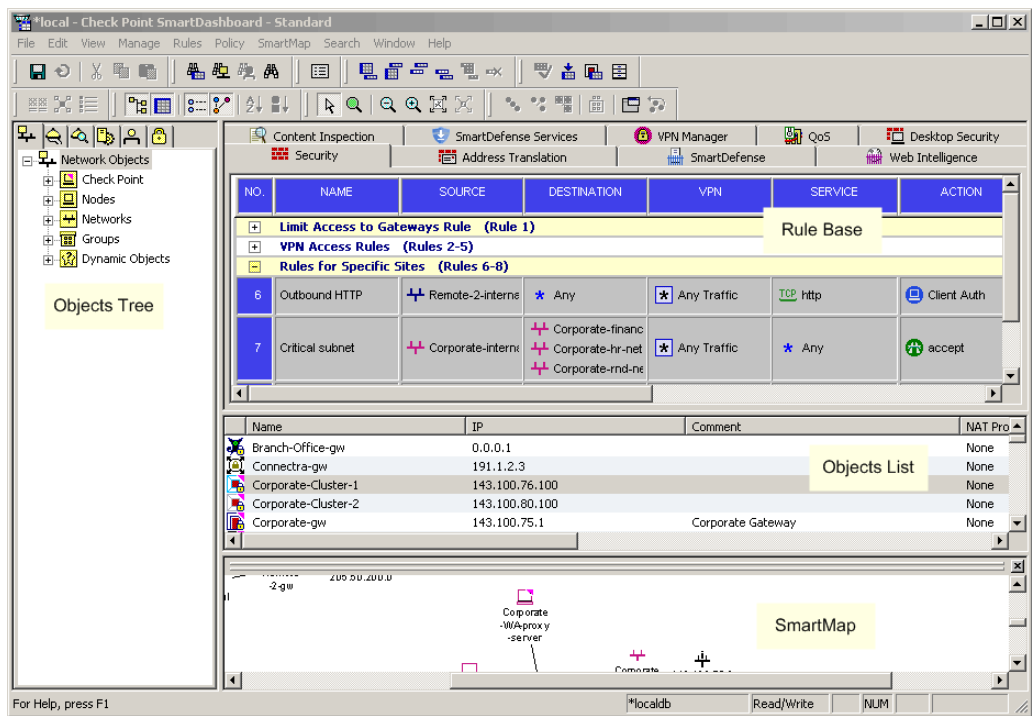 *local - Check Point SmartDashboard - Standard
File Edit View Manage Rules Policy SmartMap Search Window Help
Content Inspection SmartDefense Services VPN Manager QoS Desktop Security
Security Address Translation SmartDefense Web Intelligence
Network Objects
Check Point
Nodes
Networks
Groups
Dynamic Objects
Objects Tree
NO. NAME SOURCE DESTINATION VPN SERVICE ACTION
Limit Access to Gateways Rule (Rule 1)
VPN Access Rules (Rules 2-5)
Rules for Specific Sites (Rules 6-8)
Rule Base
6 Outbound HTTP Remote-2-interna Any Any Traffic TCP http Client Auth
7 Critical subnet Corporate-interna Corporate-financ Any Traffic Any accept
Corporate-hr-net
Corporate-rnd-ne
Name IP Comment NAT Pro
Branch-Office-gw 0.0.0.1 None
Connectra-gw 191.1.2.3 None
Corporate-Cluster-1 143.100.76.100 None
Corporate-Cluster-2 143.100.80.100 None
Corporate-gw 143.100.75.1 Corporate Gateway None
Objects List
-2-gw
Corporate
-WA-proxy
-server
SmartMap
Corporate
For Help, press F1 *localdb Read/Write NUM